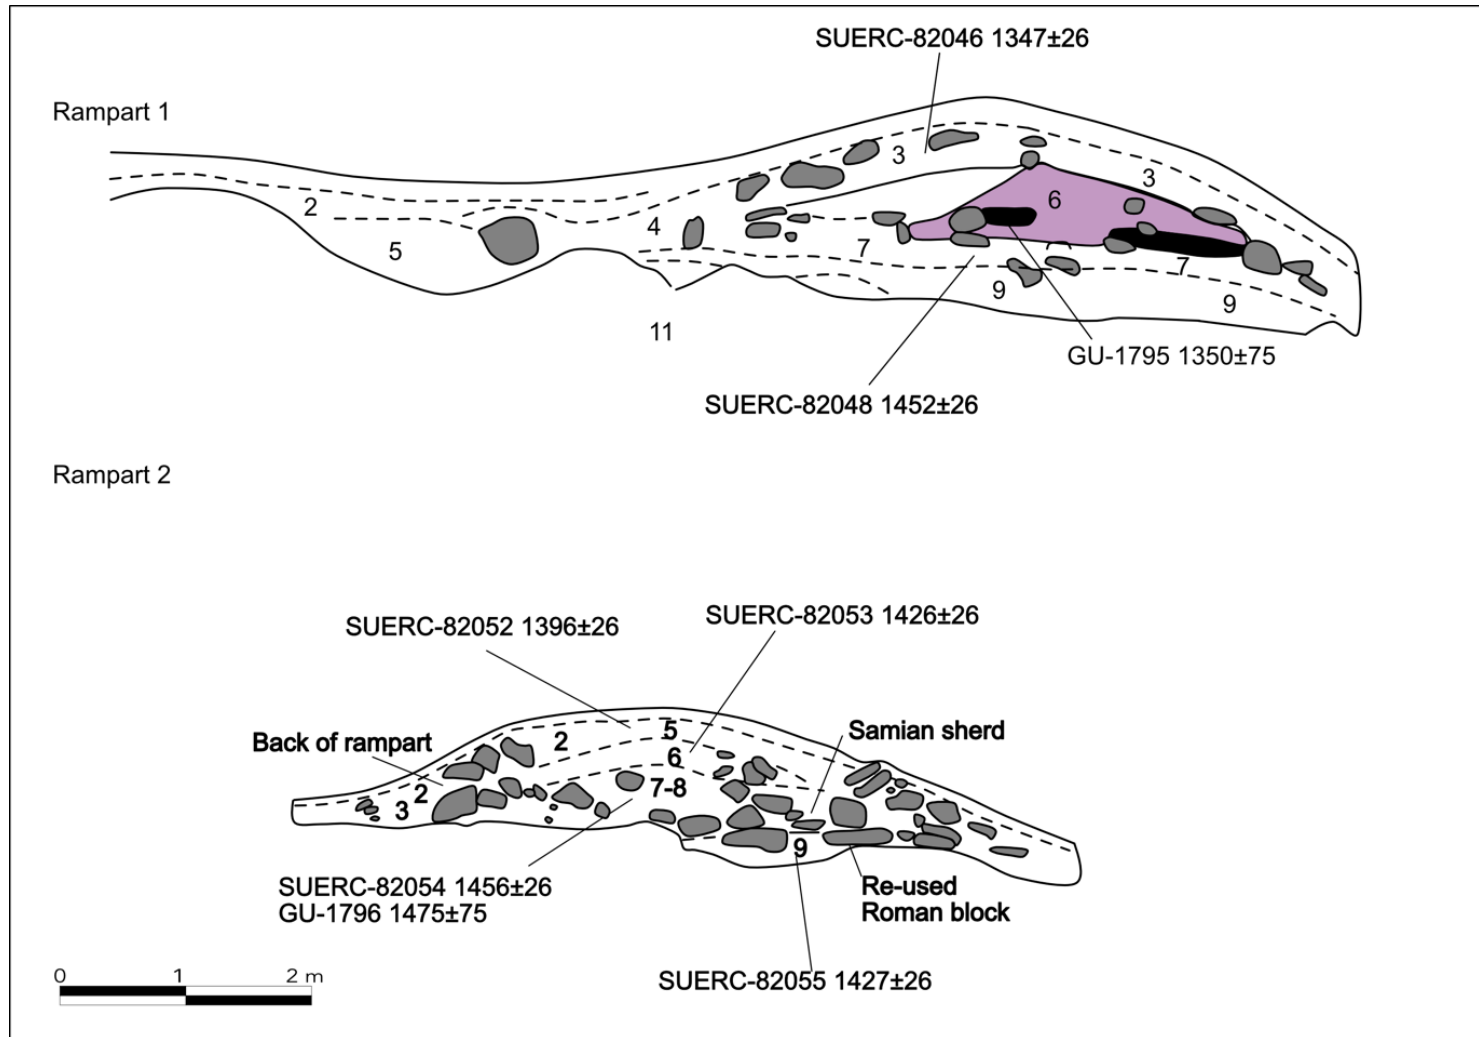 SUERC-82046 1347±26
Rampart 1
3
3
2
6
4
5
7
7
9
9
11
GU-1795 1350±75
SUERC-82048 1452±26
Rampart 2
SUERC-82053 1426±26
SUERC-82052 1396±26
Samian sherd
Back of rampart
2
5
6
7-8
2
3
9
SUERC-82054 1456±26
GU-1796 1475±75
Re-used
Roman block
SUERC-82055 1427±26
0 1 2 m